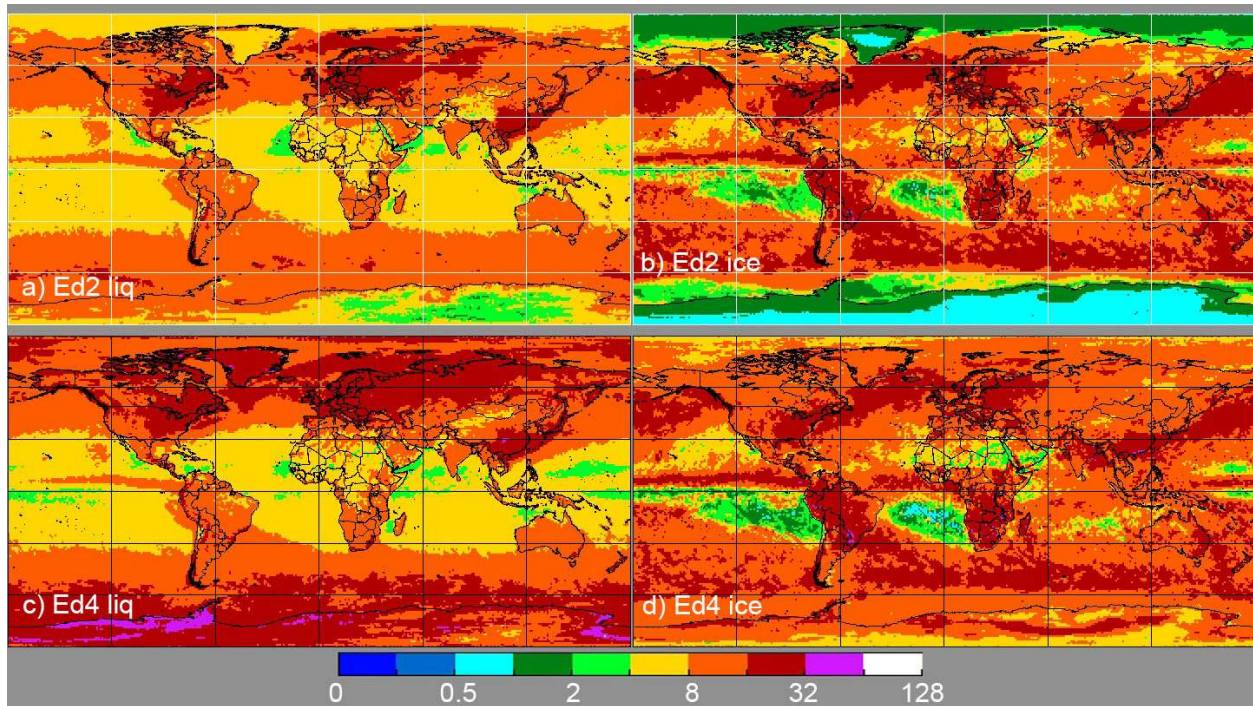 a) Ed2 liq
b) Ed2 ice
c) Ed4 liq
d) Ed4 ice
0 0.5 2 8 32 128